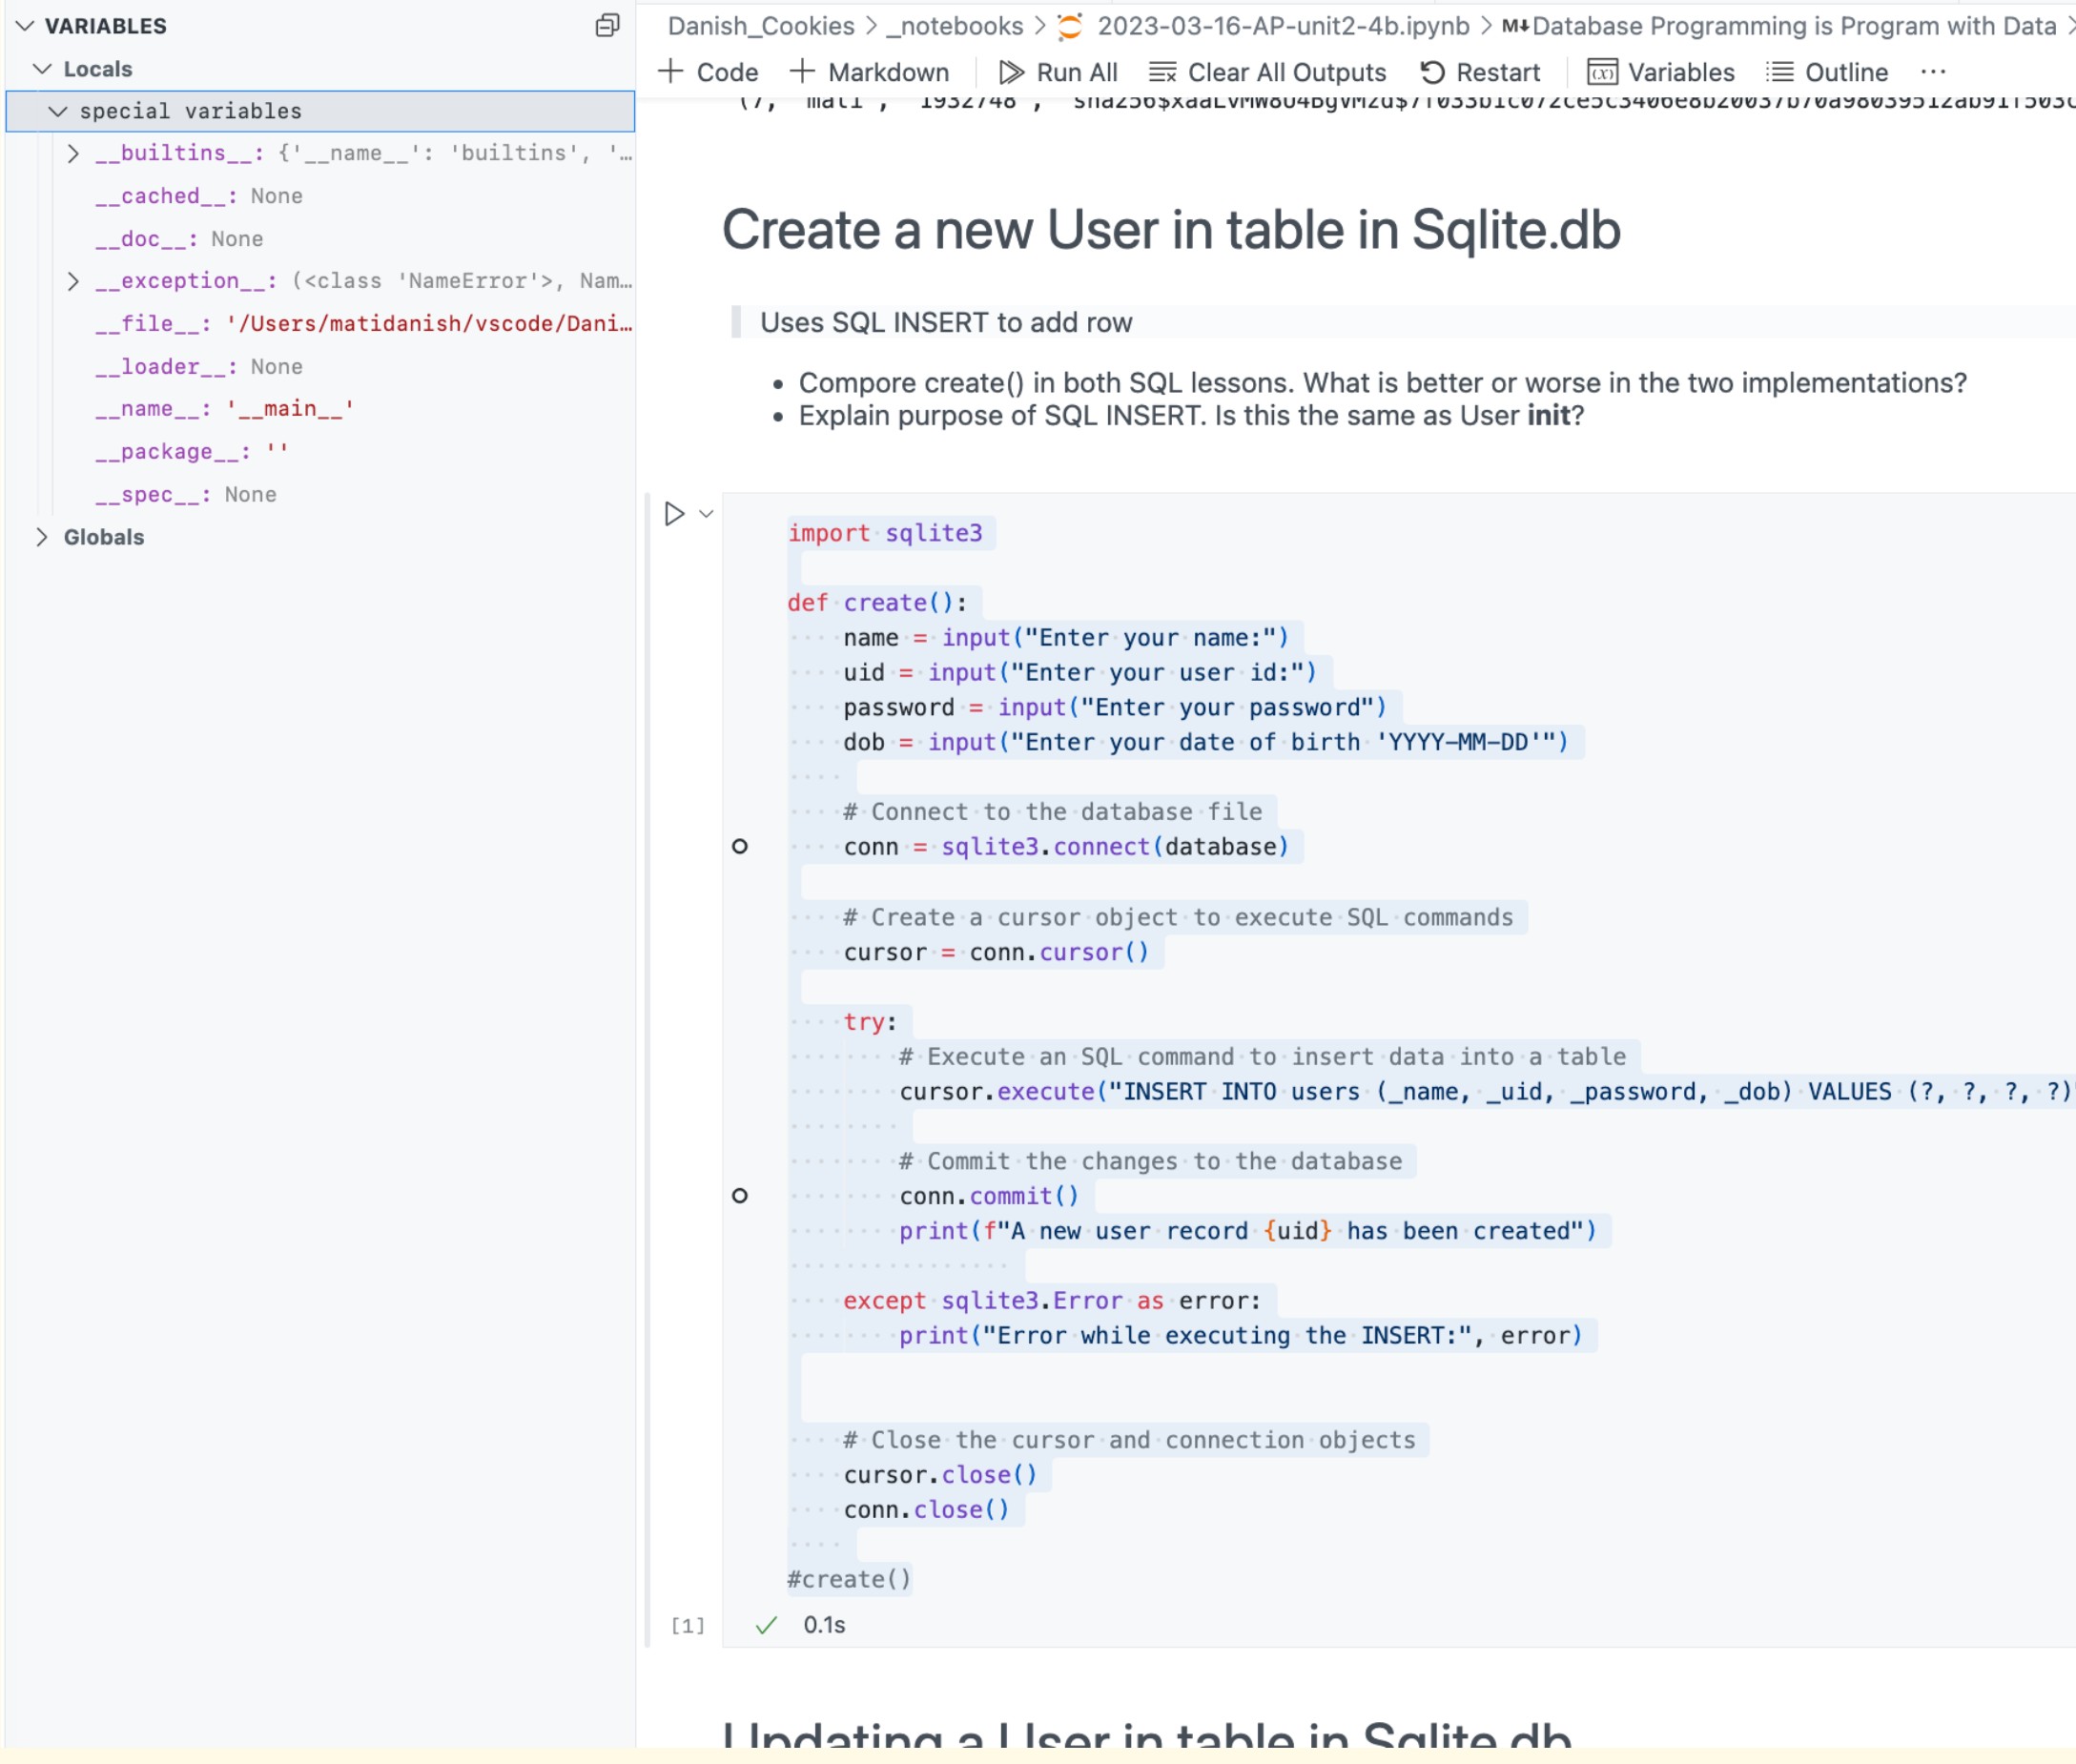 VARIABLES
Locals
special variables
__builtins__: {'__name__': 'builtins', '…
__cached__: None
__doc__: None
__exception__: (<class 'NameError'>, Nam…
__file__: '/Users/matidanish/vscode/Dani…
__loader__: None
__name__: '__main__'
__package__: ''
__spec__: None
Globals
Danish_Cookies > _notebooks > 2023-03-16-AP-unit2-4b.ipynb > M↓Database Programming is Program with Data >
+ Code + Markdown Run All Clear All Outputs Restart Variables Outline ···
(7, 'mati', '1932748',
Create a new User in table in Sqlite.db
Uses SQL INSERT to add row
• Compore create() in both SQL lessons. What is better or worse in the two implementations?
• Explain purpose of SQL INSERT. Is this the same as User init?
import sqlite3
def create():
    name = input("Enter your name:")
    uid = input("Enter your user id:")
    password = input("Enter your password")
    dob = input("Enter your date of birth 'YYYY-MM-DD'")
    # Connect to the database file
    conn = sqlite3.connect(database)
    # Create a cursor object to execute SQL commands
    cursor = conn.cursor()
    try:
        # Execute an SQL command to insert data into a table
        cursor.execute("INSERT INTO users (_name, _uid, _password, _dob) VALUES (?, ?, ?, ?)"
        # Commit the changes to the database
        conn.commit()
        print(f"A new user record {uid} has been created")
    except sqlite3.Error as error:
        print("Error while executing the INSERT:", error)
    # Close the cursor and connection objects
    cursor.close()
    conn.close()
#create()
[1] ✓ 0.1s
Updating a User in table in Sqlite.db